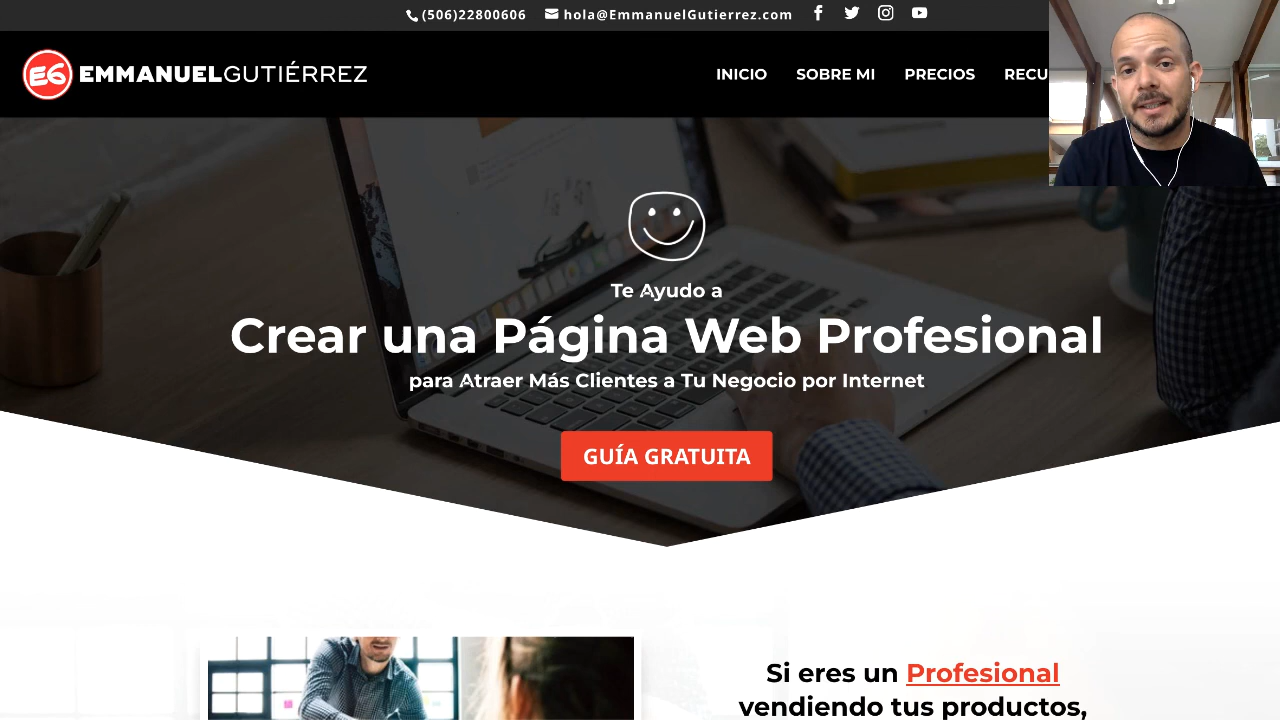 (506)22800606 hola@EmmanuelGutierrez.com
E6 EMMANUELGUTIÉRREZ
INICIO SOBRE MI PRECIOS RECU
Te Ayudo a
Crear una Página Web Profesional
para Atraer Más Clientes a Tu Negocio por Internet
GUÍA GRATUITA
Si eres un Profesional
vendiendo tus productos,